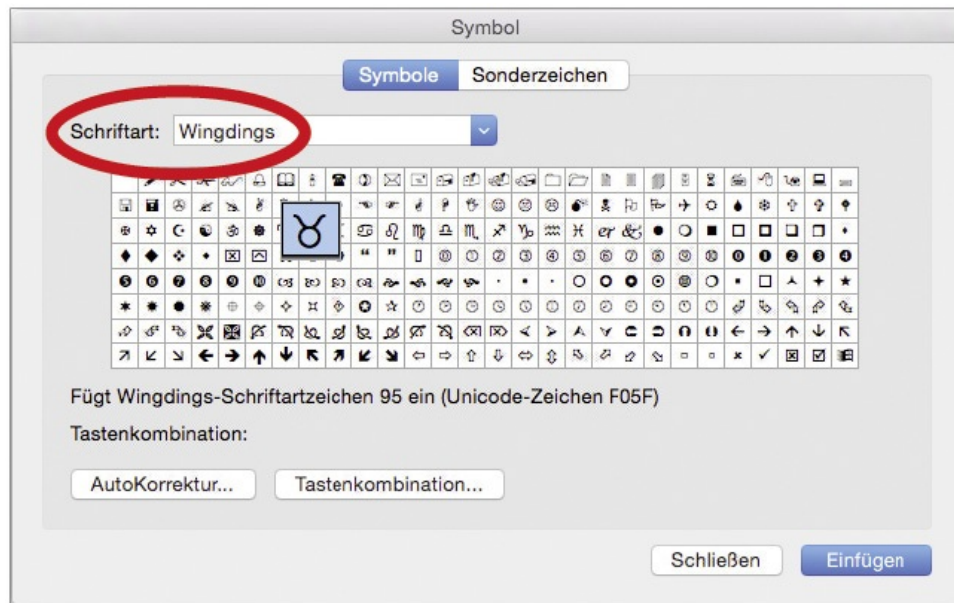 Symbol
Symbole Sonderzeichen
Schriftart: Wingdings
Fügt Wingdings-Schriftartzeichen 95 ein (Unicode-Zeichen F05F)
Tastenkombination:
AutoKorrektur... Tastenkombination...
Schließen Einfügen